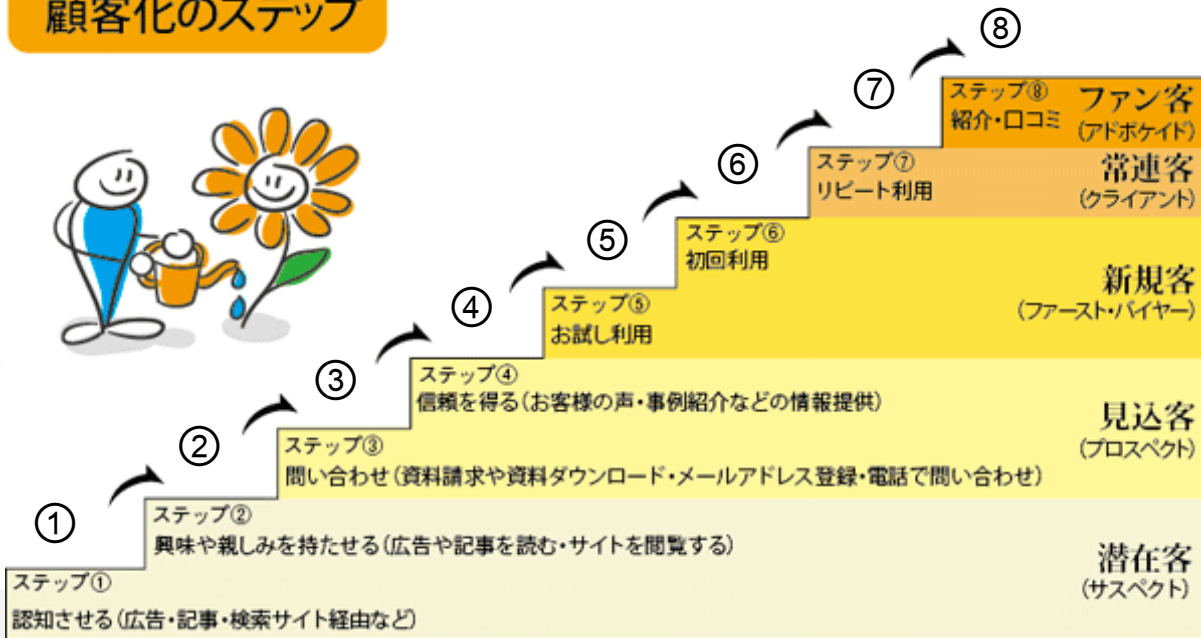 顧客化のステップ
⑧
⑦
ステップ⑧
紹介・口コミ
ファン客
(アドボケイド)
⑥
ステップ⑦
リピート利用
常連客
(クライアント)
⑤
ステップ⑥
初回利用
新規客
(ファースト・バイヤー)
④
ステップ⑤
お試し利用
③
ステップ④
信頼を得る(お客様の声・事例紹介などの情報提供)
見込客
(プロスペクト)
②
ステップ③
問い合わせ(資料請求や資料ダウンロード・メールアドレス登録・電話で問い合わせ)
①
ステップ②
興味や親しみを持たせる(広告や記事を読む・サイトを閲覧する)
潜在客
(サスペクト)
ステップ①
認知させる(広告・記事・検索サイト経由など)